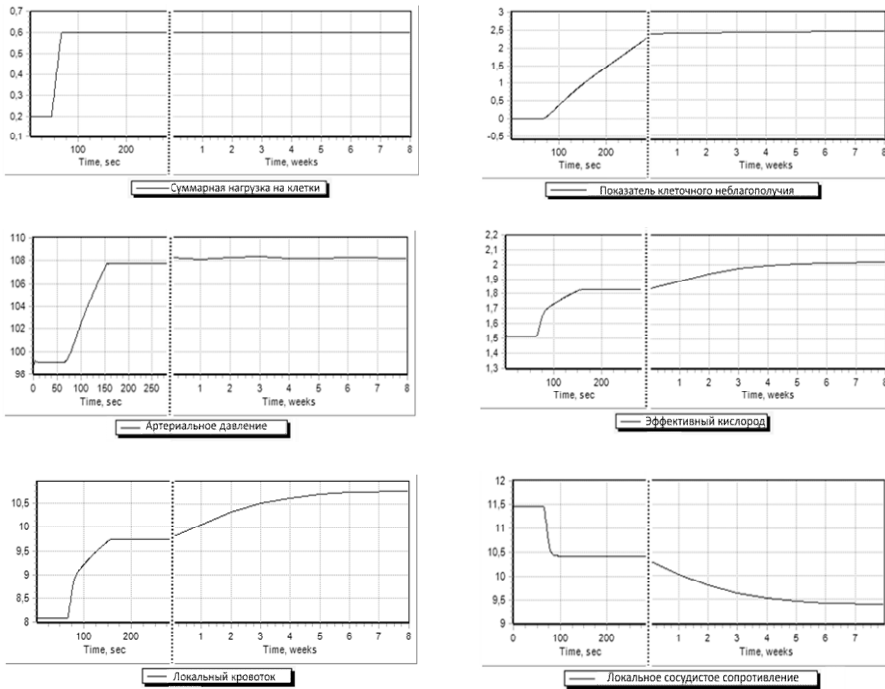 0,7
0,6
0,5
0,4
0,3
0,2
0,1
100 200 1 2 3 4 5 6 7 8
Time, sec Time, weeks
Суммарная нагрузка на клетки
3
2,5
2
1,5
1
0,5
0
-0,5
100 200 1 2 3 4 5 6 7 8
Time, sec Time, weeks
Показатель клеточного неблагополучия
110
108
106
104
102
100
98
0 50 100 150 200 250 1 2 3 4 5 6 7 8
Time, sec Time, weeks
Артериальное давление
2,2
2,1
2
1,9
1,8
1,7
1,6
1,5
1,4
1,3
100 200 1 2 3 4 5 6 7 8
Time, sec Time, weeks
Эффективный кислород
10,5
10
9,5
9
8,5
8
100 200 1 2 3 4 5 6 7 8
Time, sec Time, weeks
Локальный кровоток
12
11,5
11
10,5
10
9,5
9
0 100 200 1 2 3 4 5 6 7
Time, sec Time, weeks
Локальное сосудистое сопротивление